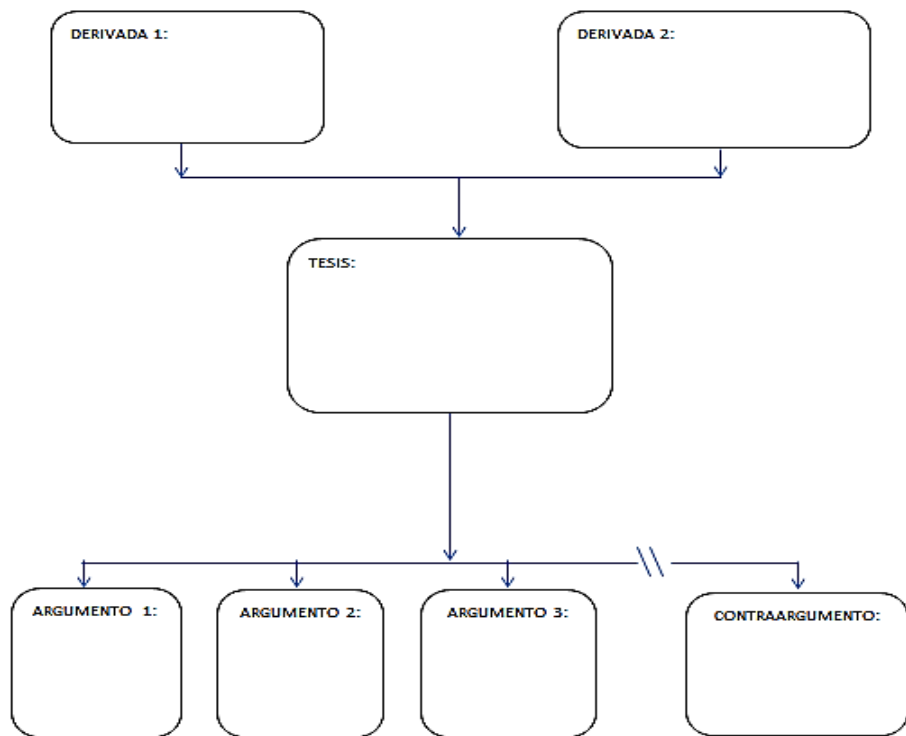 DERIVADA 1:
DERIVADA 2:
TESIS:
ARGUMENTO 1:
ARGUMENTO 2:
ARGUMENTO 3:
CONTRAARGUMENTO: